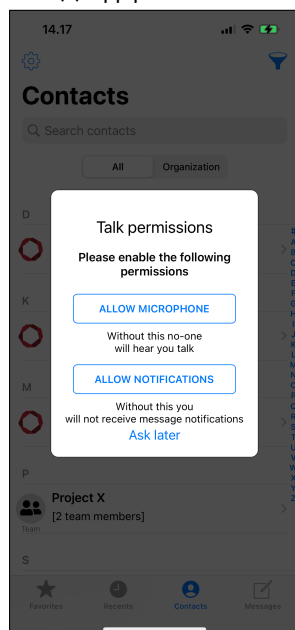 14.17
Contacts
Search contacts
All
Organization
D
Talk permissions
Please enable the following
permissions
ALLOW MICROPHONE
Without this no-one
will hear you talk
ALLOW NOTIFICATIONS
Without this you
will not receive message notifications
Ask later
K
M
P
Project X
[2 team members]
Team
S
#
A
B
C
D
E
F
G
H
I
J
K
L
M
N
O
P
Q
R
S
T
U
V
W
X
Y
Z
Favorites
Recents
Contacts
Messages